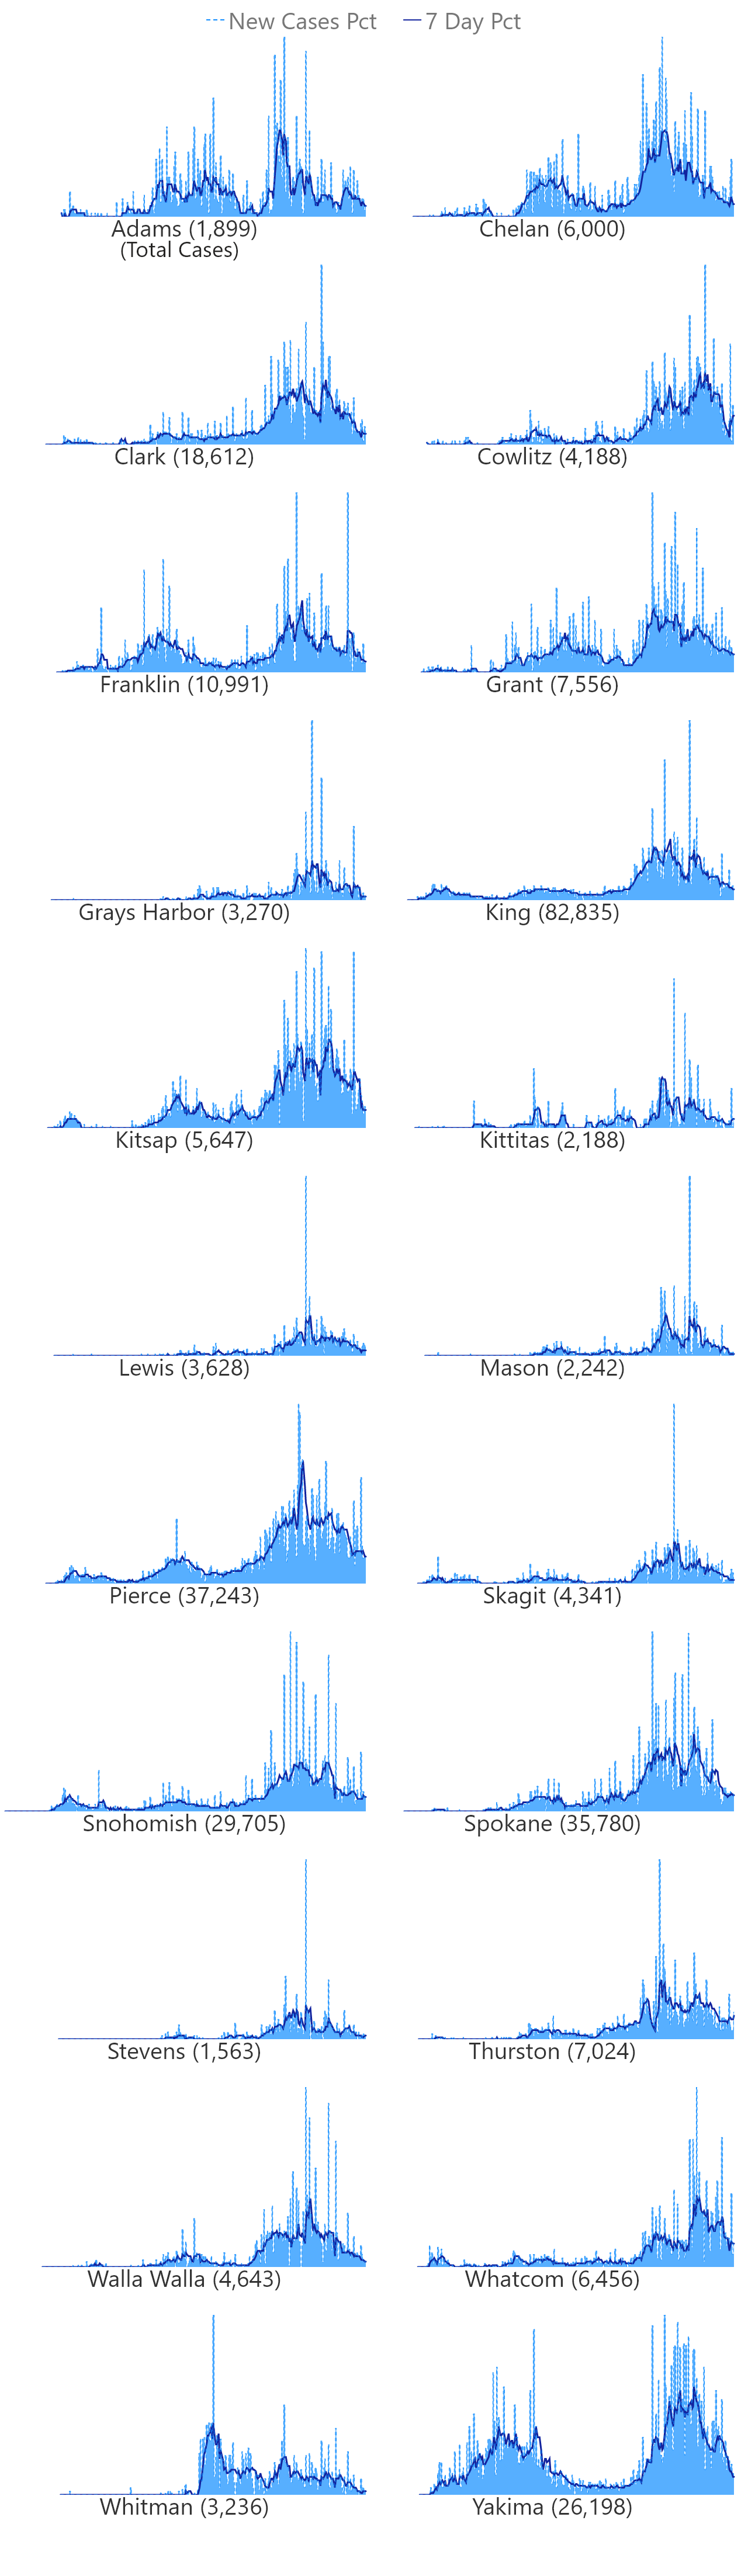 New Cases Pct 7 Day Pct
Adams (1,899)
(Total Cases)
Chelan (6,000)
Clark (18,612)
Cowlitz (4,188)
Franklin (10,991)
Grant (7,556)
Grays Harbor (3,270)
King (82,835)
Kitsap (5,647)
Kittitas (2,188)
Lewis (3,628)
Mason (2,242)
Pierce (37,243)
Skagit (4,341)
Snohomish (29,705)
Spokane (35,780)
Stevens (1,563)
Thurston (7,024)
Walla Walla (4,643)
Whatcom (6,456)
Whitman (3,236)
Yakima (26,198)